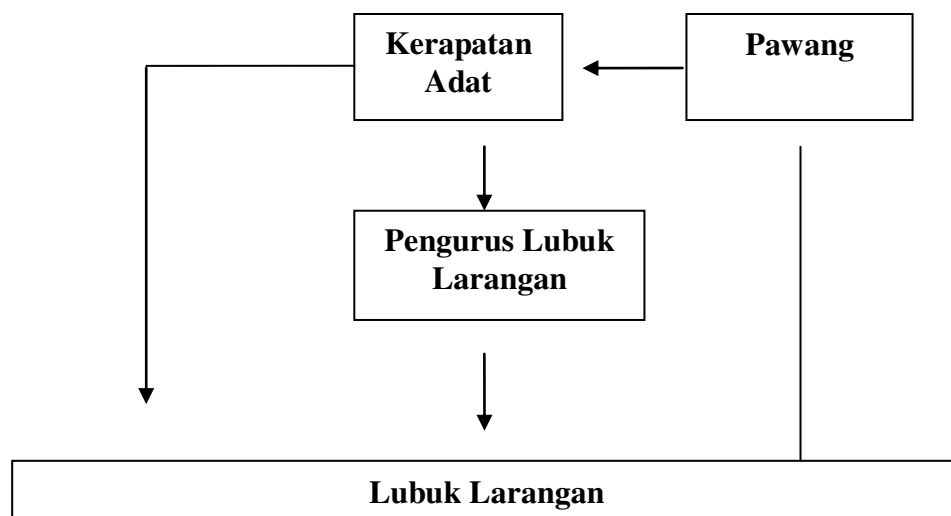 Kerapatan
Adat
Pawang
Pengurus Lubuk
Larangan
Lubuk Larangan